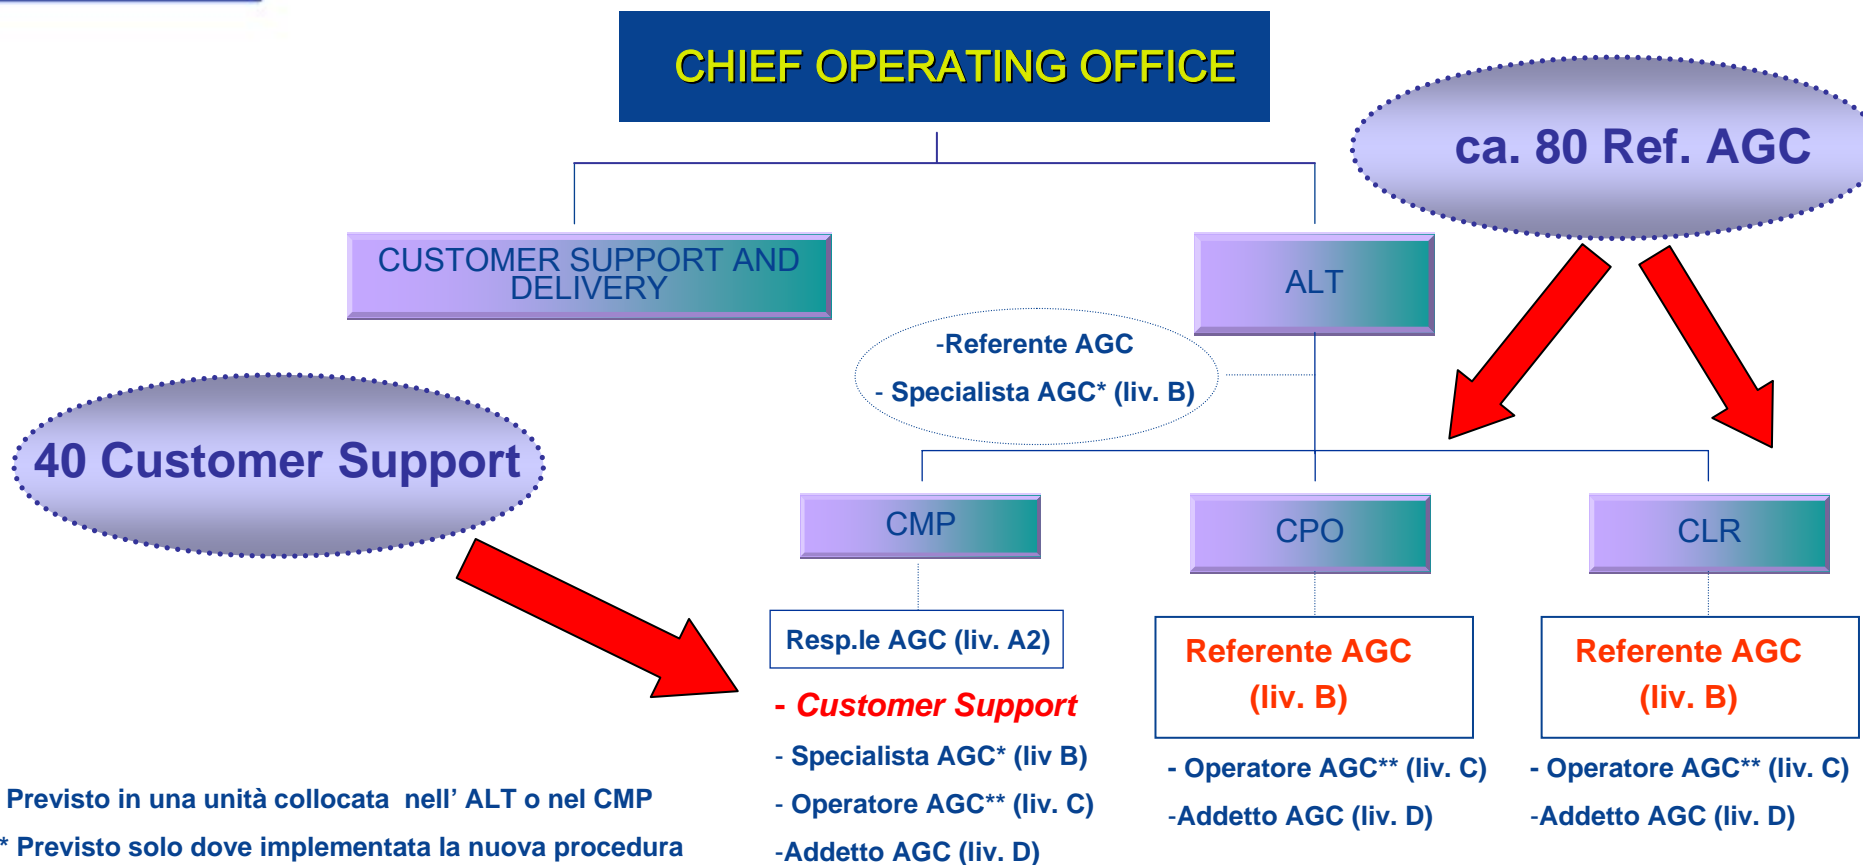 CHIEF OPERATING OFFICE
ca. 80 Ref. AGC
CUSTOMER SUPPORT AND
DELIVERY
ALT
-Referente AGC
- Specialista AGC* (liv. B)
40 Customer Support
CMP
CPO
CLR
Resp.le AGC (liv. A2)
- Customer Support
- Specialista AGC* (liv B)
- Operatore AGC** (liv. C)
-Addetto AGC (liv. D)
Referente AGC
(liv. B)
- Operatore AGC** (liv. C)
-Addetto AGC (liv. D)
Referente AGC
(liv. B)
- Operatore AGC** (liv. C)
-Addetto AGC (liv. D)
Previsto in una unità collocata nell' ALT o nel CMP
* Previsto solo dove implementata la nuova procedura